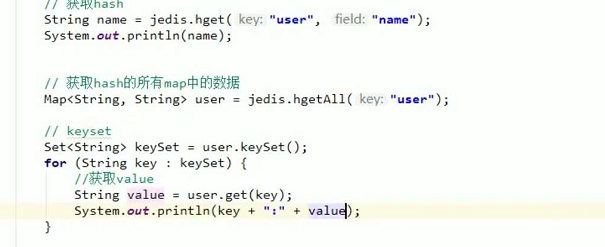 // 获取hash
String name = jedis.hget( key: "user", field: "name");
System.out.println(name);
// 获取hash的所有map中的数据
Map<String, String> user = jedis.hgetAll( key: "user");
// keyset
Set<String> keySet = user.keySet();
for (String key : keySet) {
//获取value
String value = user.get(key);
System.out.println(key + ":" + value);
}